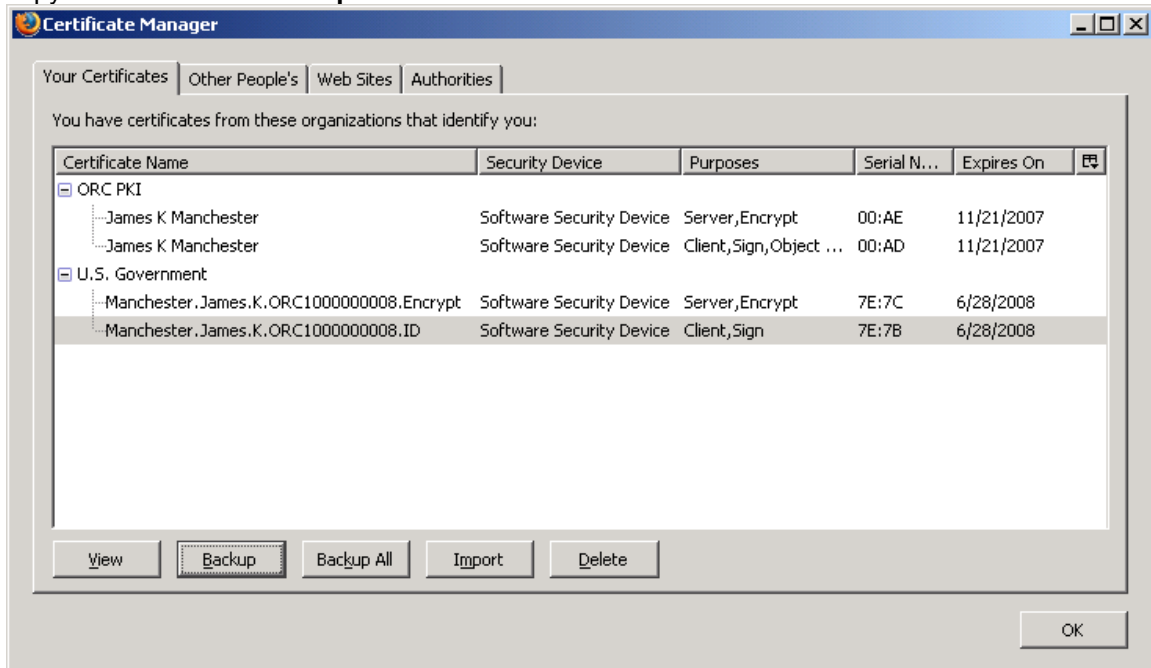 Certificate Manager
Your Certificates Other People's Web Sites Authorities
You have certificates from these organizations that identify you:
Certificate Name Security Device Purposes Serial N... Expires On
ORC PKI
James K Manchester Software Security Device Server,Encrypt 00:AE 11/21/2007
James K Manchester Software Security Device Client,Sign,Object ... 00:AD 11/21/2007
U.S. Government
Manchester.James.K.ORC1000000008.Encrypt Software Security Device Server,Encrypt 7E:7C 6/28/2008
Manchester.James.K.ORC1000000008.ID Software Security Device Client,Sign 7E:7B 6/28/2008
View Backup Backup All Import Delete
OK